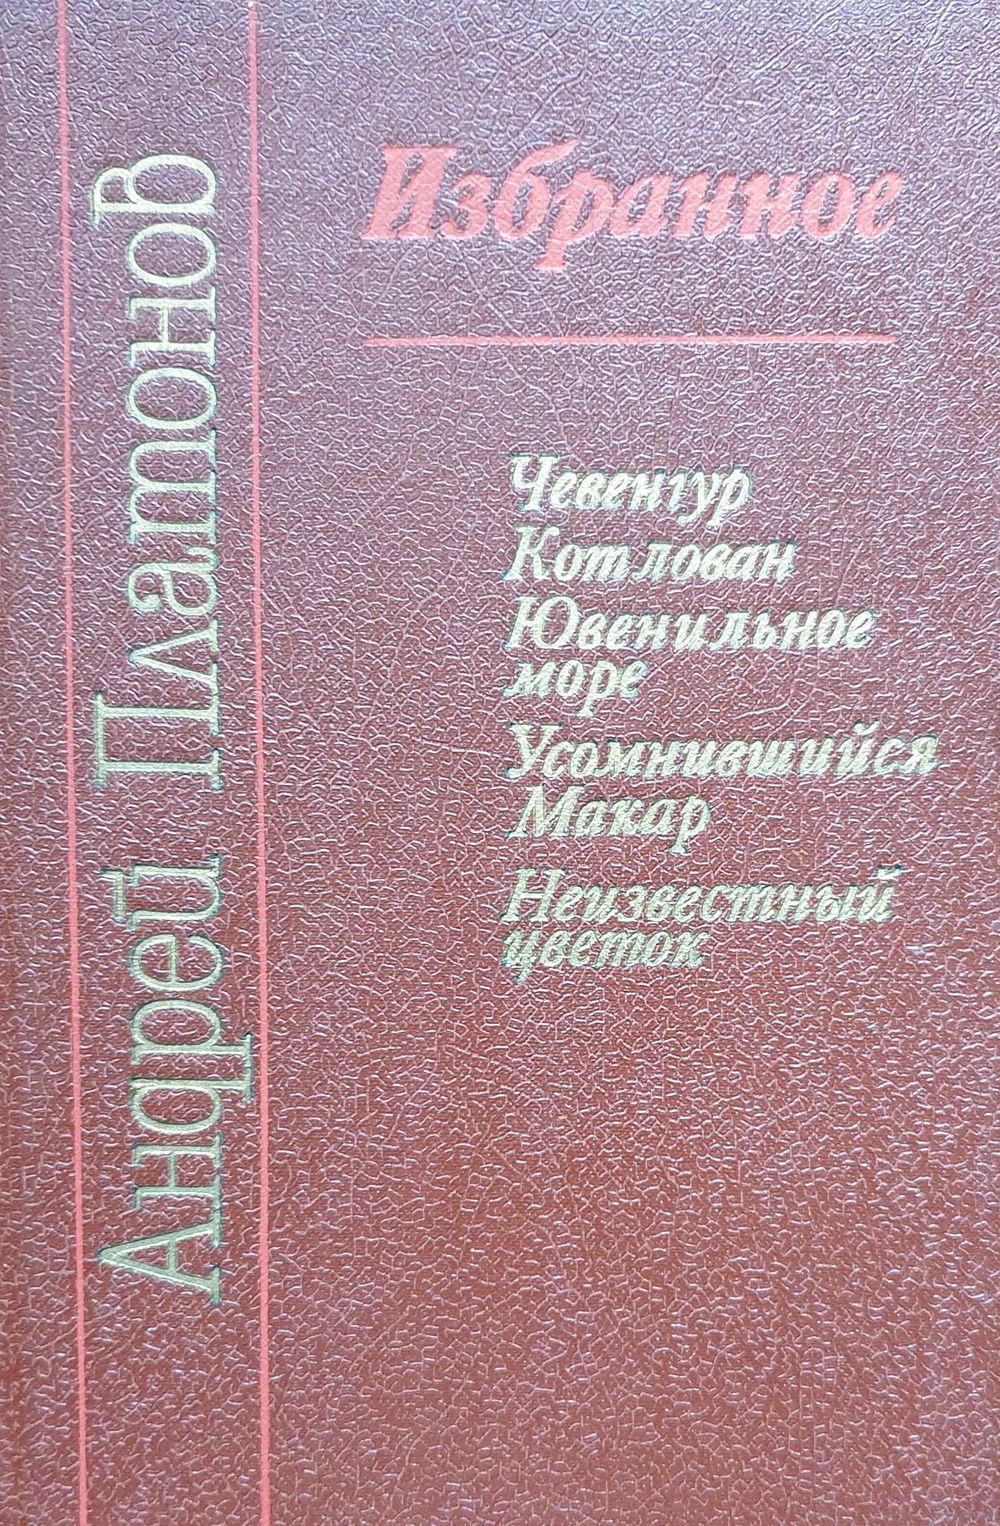 Андрей Платонов
Избранное
Чевенгур
Котлован
Ювенильное
море
Усомнившийся
Макар
Неизвестный
цветок